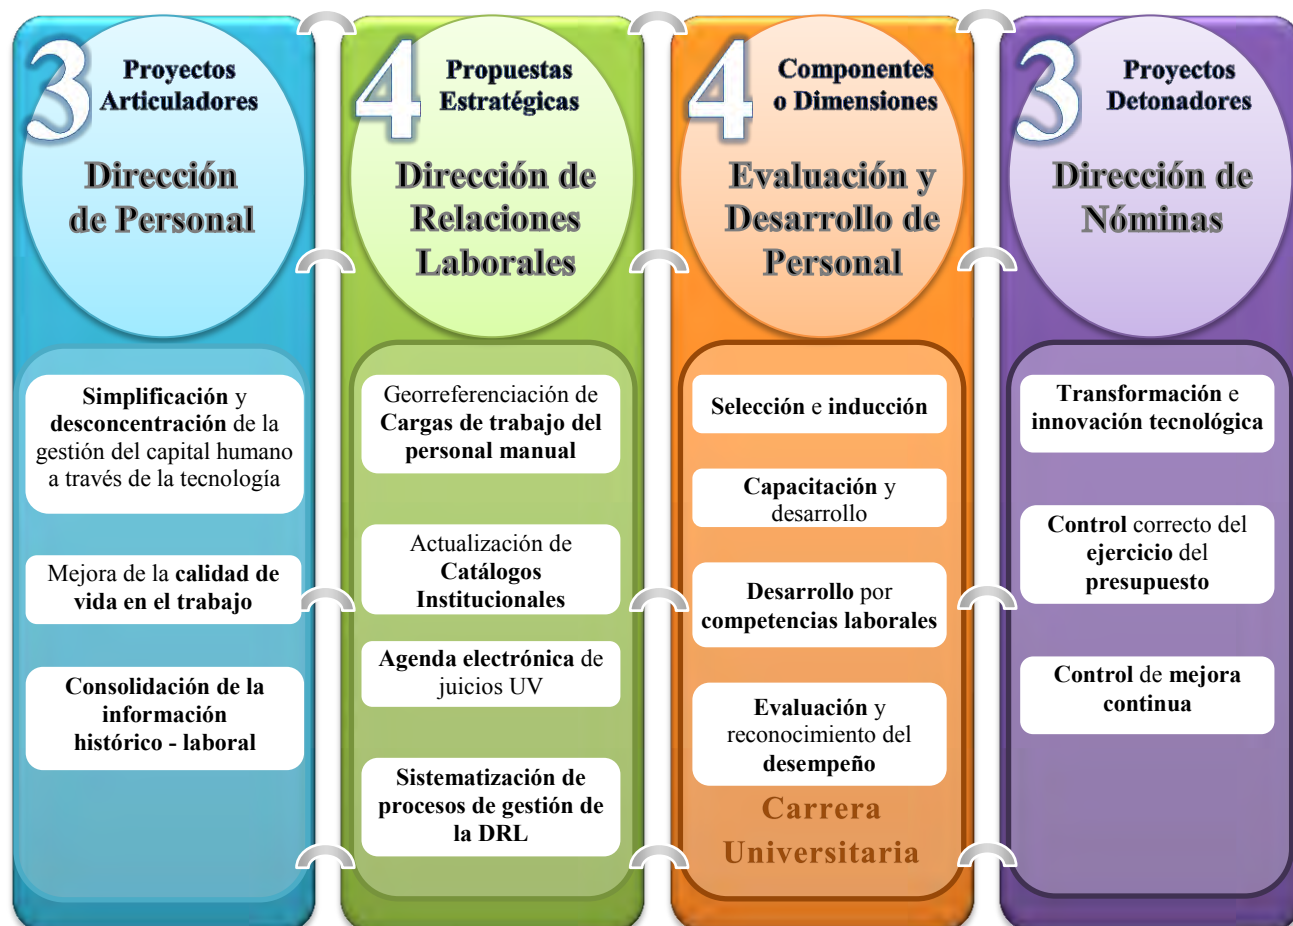 3
Proyectos
Articuladores
Dirección
de Personal
Simplificación y
desconcentración de la
gestión del capital humano
a través de la tecnología
Mejora de la calidad de
vida en el trabajo
Consolidación de la
información
histórico - laboral
4
Propuestas
Estratégicas
Dirección de
Relaciones
Laborales
Georreferenciación de
Cargas de trabajo del
personal manual
Actualización de
Catálogos
Institucionales
Agenda electrónica de
juicios UV
Sistematización de
procesos de gestión de
la DRL
4
Componentes
o Dimensiones
Evaluación y
Desarrollo de
Personal
Selección e inducción
Capacitación y
desarrollo
Desarrollo por
competencias laborales
Evaluación y
reconocimiento del
desempeño
Carrera
Universitaria
3
Proyectos
Detonadores
Dirección de
Nóminas
Transformación e
innovación tecnológica
Control correcto del
ejercicio del
presupuesto
Control de mejora
continua